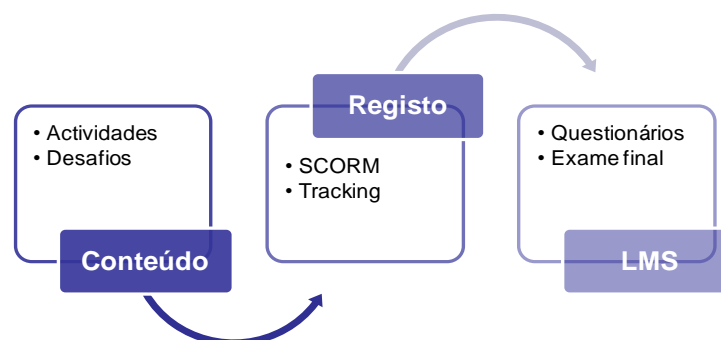 • Actividades
• Desafios
Conteúdo
Registo
• SCORM
• Tracking
• Questionários
• Exame final
LMS